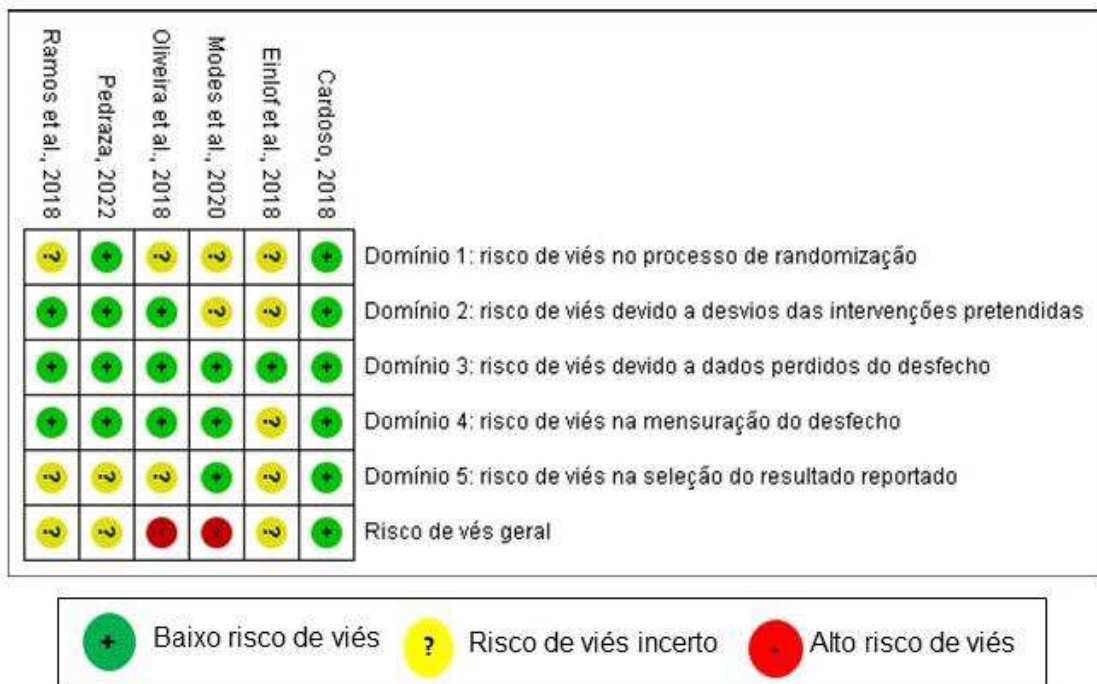 Ramos et al., 2018
Pedraza, 2022
Oliveira et al., 2018
Modes et al., 2020
Einlof et al., 2018
Cardoso, 2018
? + ? ? ? + Domínio 1: risco de viés no processo de randomização
+ + + ? ? + Domínio 2: risco de viés devido a desvios das intervenções pretendidas
+ + + + + + Domínio 3: risco de viés devido a dados perdidos do desfecho
+ + + + ? + Domínio 4: risco de viés na mensuração do desfecho
? ? ? + ? + Domínio 5: risco de viés na seleção do resultado reportado
? ? - - ? + Risco de vés geral
+ Baixo risco de viés ? Risco de viés incerto - Alto risco de viés